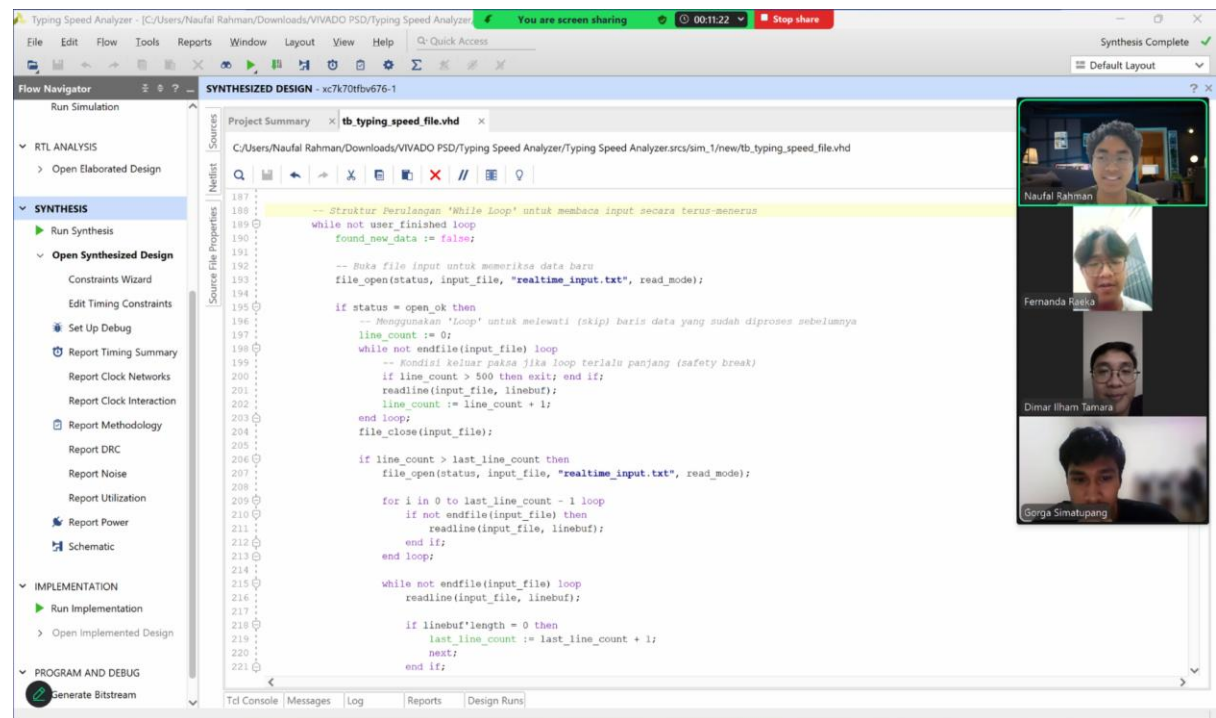 Typing Speed Analyzer - [C:/Users/Naufal Rahman/Downloads/VIVADO PSD/Typing Speed Analyzer
You are screen sharing
00:11:22
Stop share
File Edit Flow Tools Reports Window Layout View Help
Q- Quick Access
Synthesis Complete
Default Layout
Flow Navigator
SYNTHESIZED DESIGN - xc7k70tfbv676-1
Run Simulation
RTL ANALYSIS
Open Elaborated Design
SYNTHESIS
Run Synthesis
Open Synthesized Design
Constraints Wizard
Edit Timing Constraints
Set Up Debug
Report Timing Summary
Report Clock Networks
Report Clock Interaction
Report Methodology
Report DRC
Report Noise
Report Utilization
Report Power
Schematic
IMPLEMENTATION
Run Implementation
Open Implemented Design
PROGRAM AND DEBUG
Generate Bitstream
Sources
Netlist
Source File Properties
Project Summary
tb_typing_speed_file.vhd
C:/Users/Naufal Rahman/Downloads/VIVADO PSD/Typing Speed Analyzer/Typing Speed Analyzer.srcs/sim_1/new/tb_typing_speed_file.vhd
187
188 -- Struktur Perulangan 'While Loop' untuk membaca input secara terus-menerus
189 while not user_finished loop
190 found_new_data := false;
191
192 -- Buka file input untuk memeriksa data baru
193 file_open(status, input_file, "realtime_input.txt", read_mode);
194
195 if status = open_ok then
196 -- Menggunakan 'Loop' untuk melewati (skip) baris data yang sudah diproses sebelumnya
197 line_count := 0;
198 while not endfile(input_file) loop
199 -- Kondisi keluar paksa jika loop terlalu panjang (safety break)
200 if line_count > 500 then exit; end if;
201 readline(input_file, linebuf);
202 line_count := line_count + 1;
203 end loop;
204 file_close(input_file);
205
206 if line_count > last_line_count then
207 file_open(status, input_file, "realtime_input.txt", read_mode);
208
209 for i in 0 to last_line_count - 1 loop
210 if not endfile(input_file) then
211 readline(input_file, linebuf);
212 end if;
213 end loop;
214
215 while not endfile(input_file) loop
216 readline(input_file, linebuf);
217
218 if linebuf'length = 0 then
219 last_line_count := last_line_count + 1;
220 next;
221 end if;
Tcl Console Messages Log Reports Design Runs
Naufal Rahman
Fernanda Raeka
Dimar Ilham Tamara
Gorga Simatupang